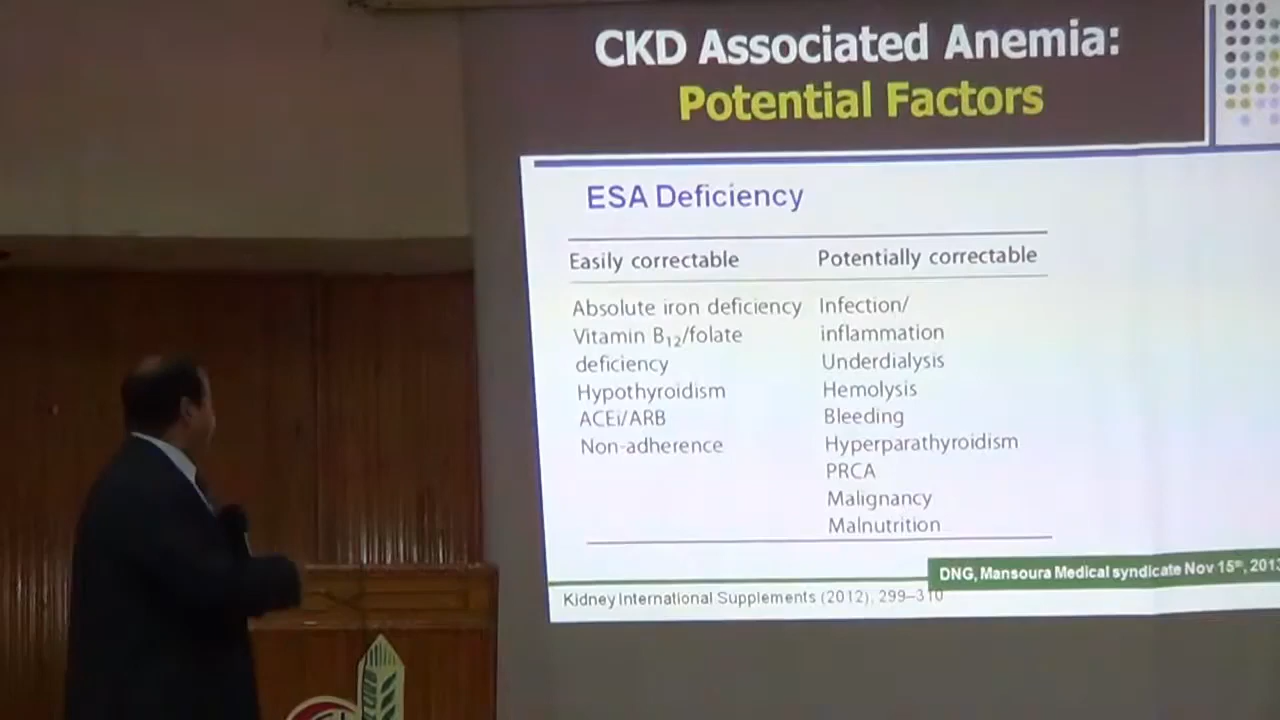 CKD Associated Anemia:
Potential Factors
ESA Deficiency
Easily correctable
Absolute iron deficiency
Vitamin B₁₂/folate
deficiency
Hypothyroidism
ACEi/ARB
Non-adherence
Potentially correctable
Infection/
inflammation
Underdialysis
Hemolysis
Bleeding
Hyperparathyroidism
PRCA
Malignancy
Malnutrition
DNG, Mansoura Medical syndicate Nov 15th, 2013
Kidney International Supplements (2012), 299–310